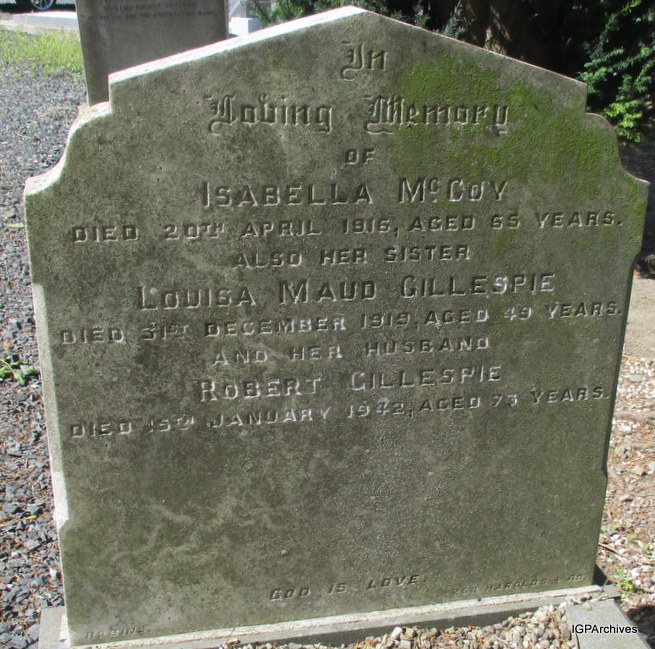 In
Loving Memory
OF
ISABELLA McCOY
DIED 20TH APRIL 1916, AGED 65 YEARS.
ALSO HER SISTER
LOUISA MAUD GILLESPIE
DIED 31ST DECEMBER 1919, AGED 49 YEARS.
AND HER HUSBAND
ROBERT GILLESPIE
DIED 15TH JANUARY 1942, AGED 73 YEARS.
GOD IS LOVE.
HAROLDS
IGPArchives